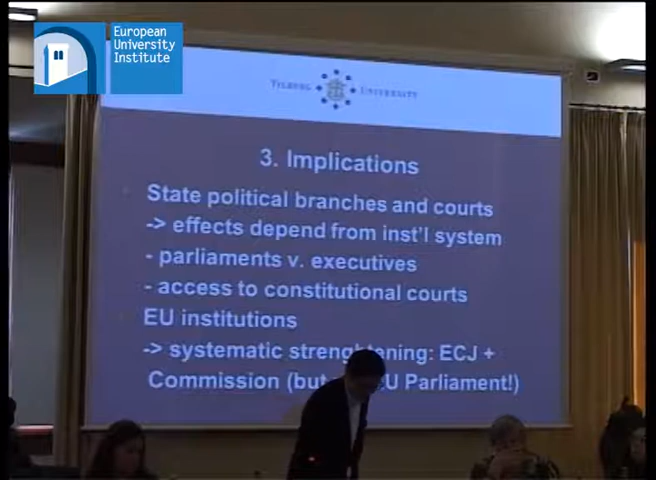 European
University
Institute
TILBURG UNIVERSITY
3. Implications
State political branches and courts
-> effects depend from inst'l system
- parliaments v. executives
- access to constitutional courts
EU institutions
-> systematic strengthening: ECJ +
Commission (but EU Parliament!)